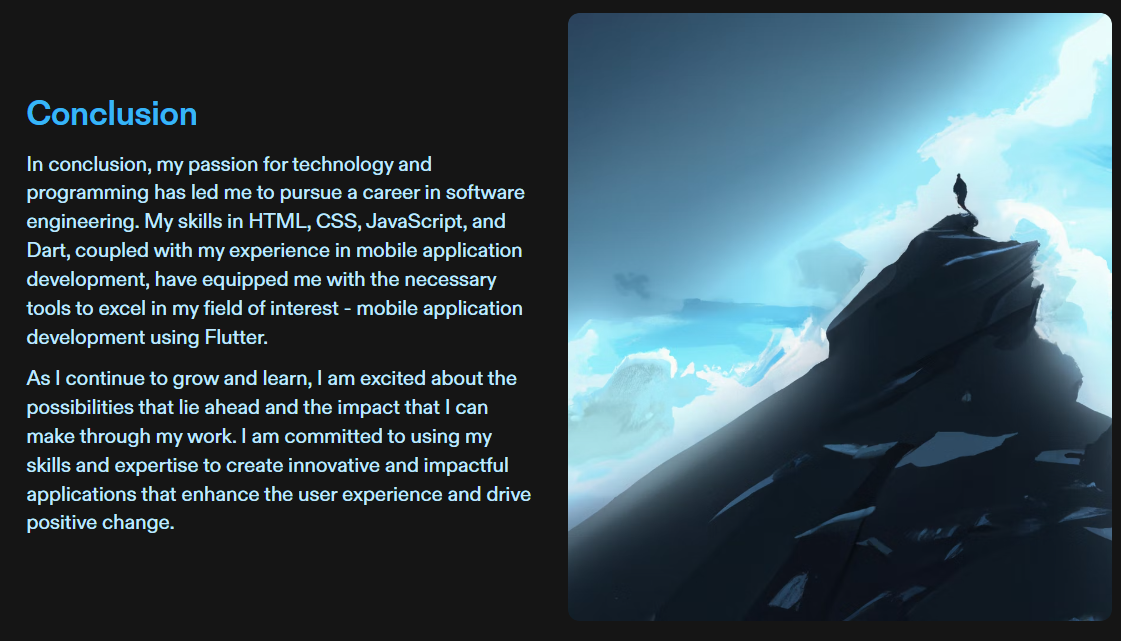 Conclusion
In conclusion, my passion for technology and
programming has led me to pursue a career in software
engineering. My skills in HTML, CSS, JavaScript, and
Dart, coupled with my experience in mobile application
development, have equipped me with the necessary
tools to excel in my field of interest - mobile application
development using Flutter.
As I continue to grow and learn, I am excited about the
possibilities that lie ahead and the impact that I can
make through my work. I am committed to using my
skills and expertise to create innovative and impactful
applications that enhance the user experience and drive
positive change.